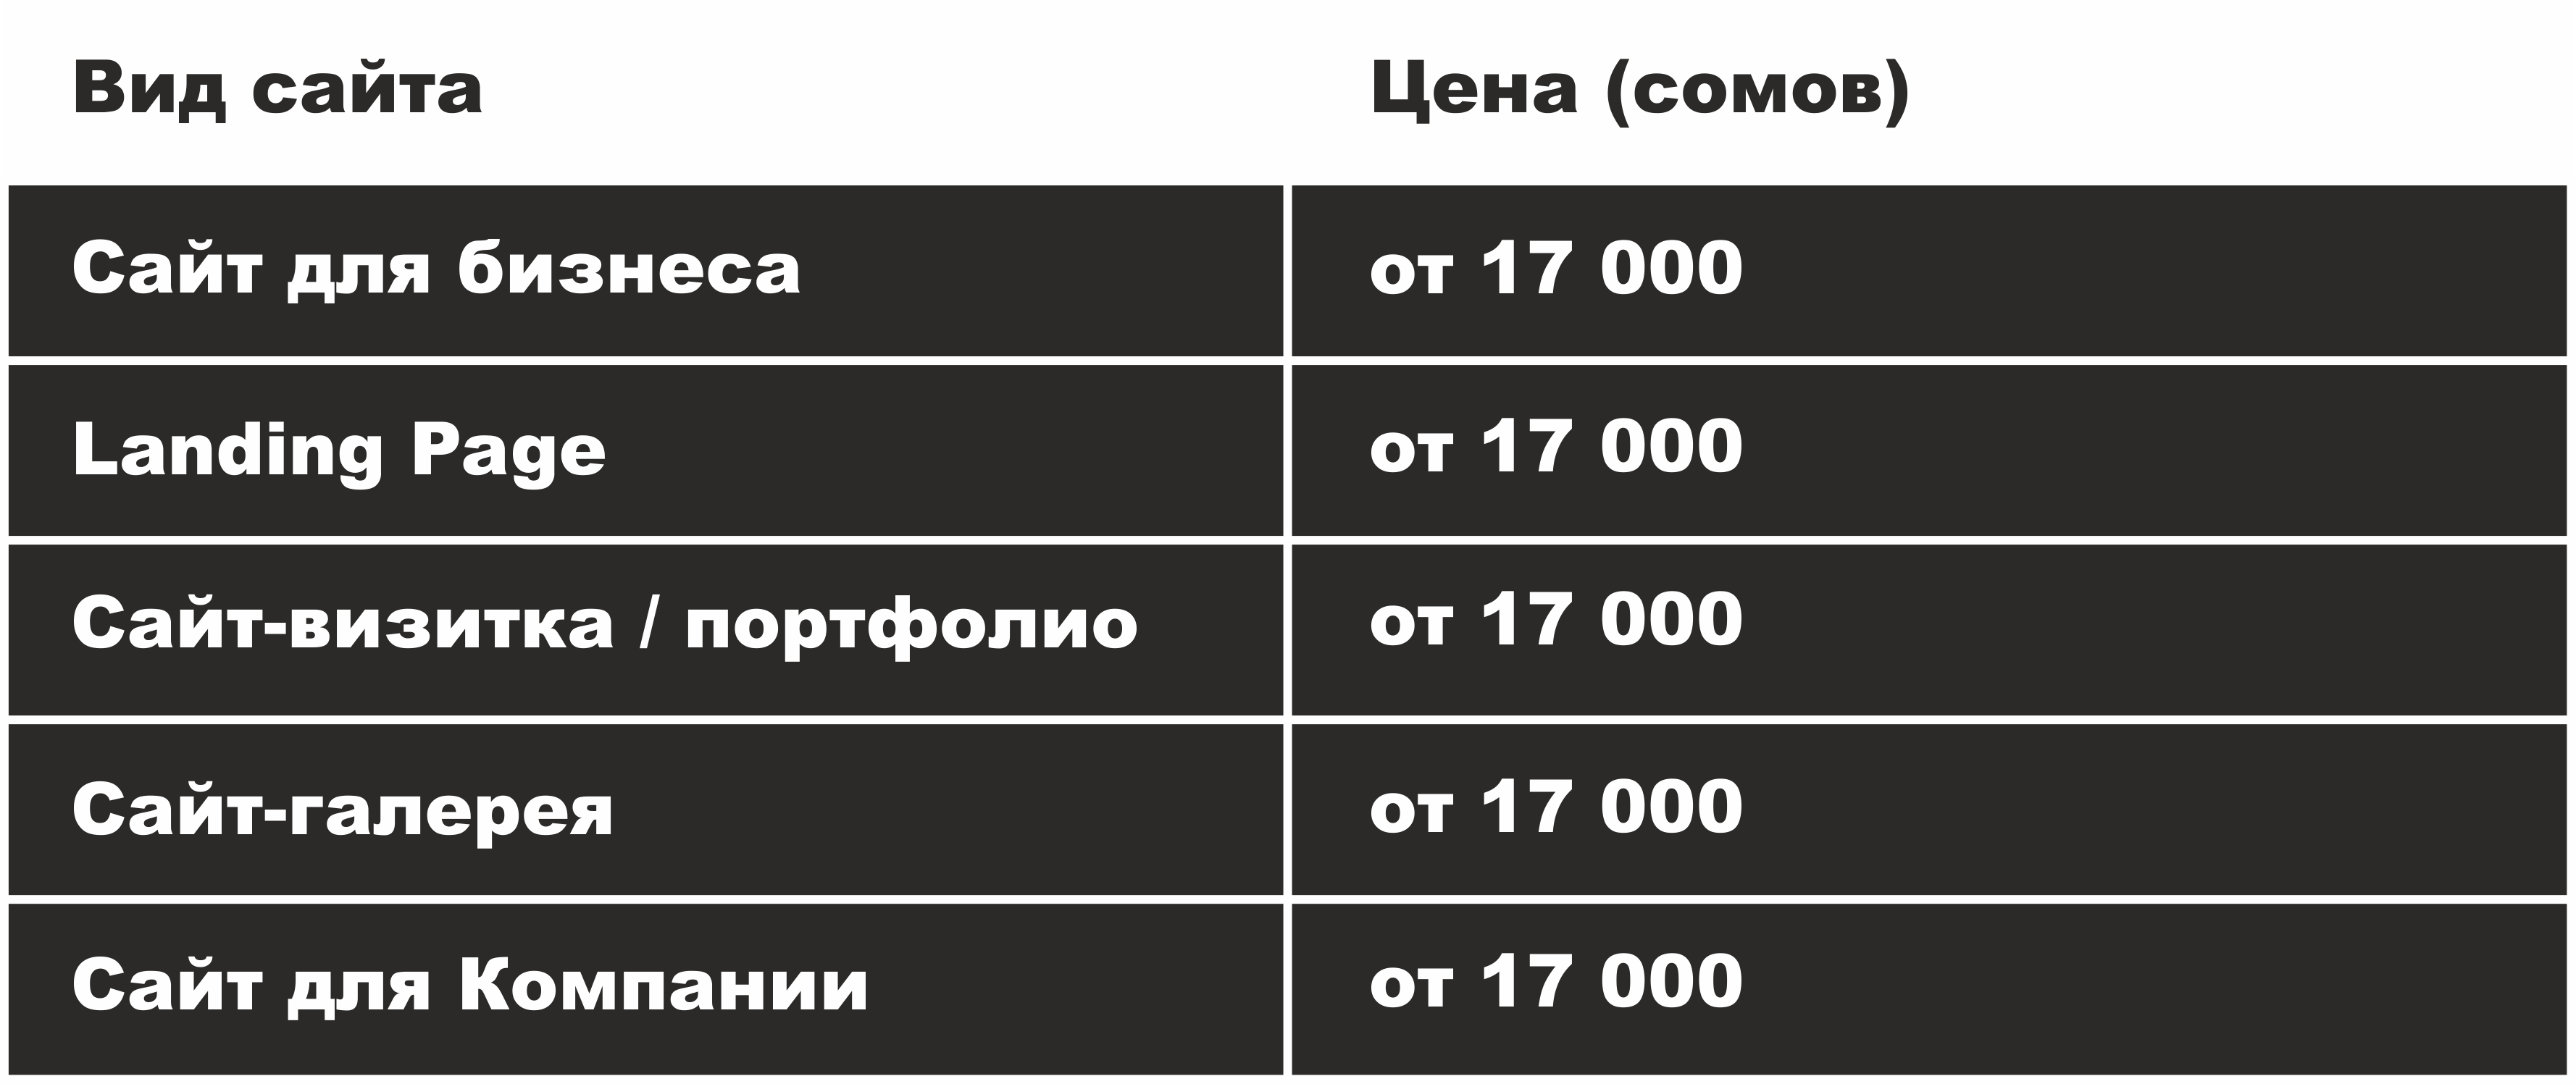 Вид сайта Цена (сомов)
Сайт для бизнеса от 17 000
Landing Page от 17 000
Сайт-визитка / портфолио от 17 000
Сайт-галерея от 17 000
Сайт для Компании от 17 000